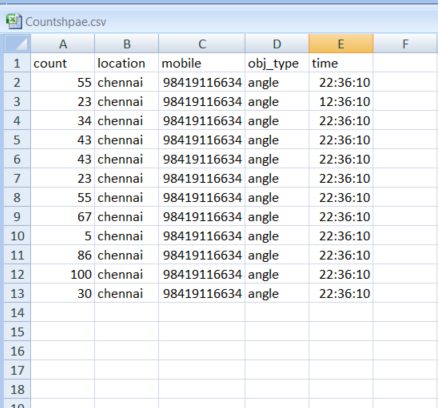 Countshpae.csv
A B C D E F
1 count location mobile obj_type time
2 55 chennai 98419116634 angle 22:36:10
3 23 chennai 98419116634 angle 12:36:10
4 34 chennai 98419116634 angle 22:36:10
5 43 chennai 98419116634 angle 22:36:10
6 43 chennai 98419116634 angle 22:36:10
7 23 chennai 98419116634 angle 22:36:10
8 55 chennai 98419116634 angle 22:36:10
9 67 chennai 98419116634 angle 22:36:10
10 5 chennai 98419116634 angle 22:36:10
11 86 chennai 98419116634 angle 22:36:10
12 100 chennai 98419116634 angle 22:36:10
13 30 chennai 98419116634 angle 22:36:10
14
15
16
17
18
19